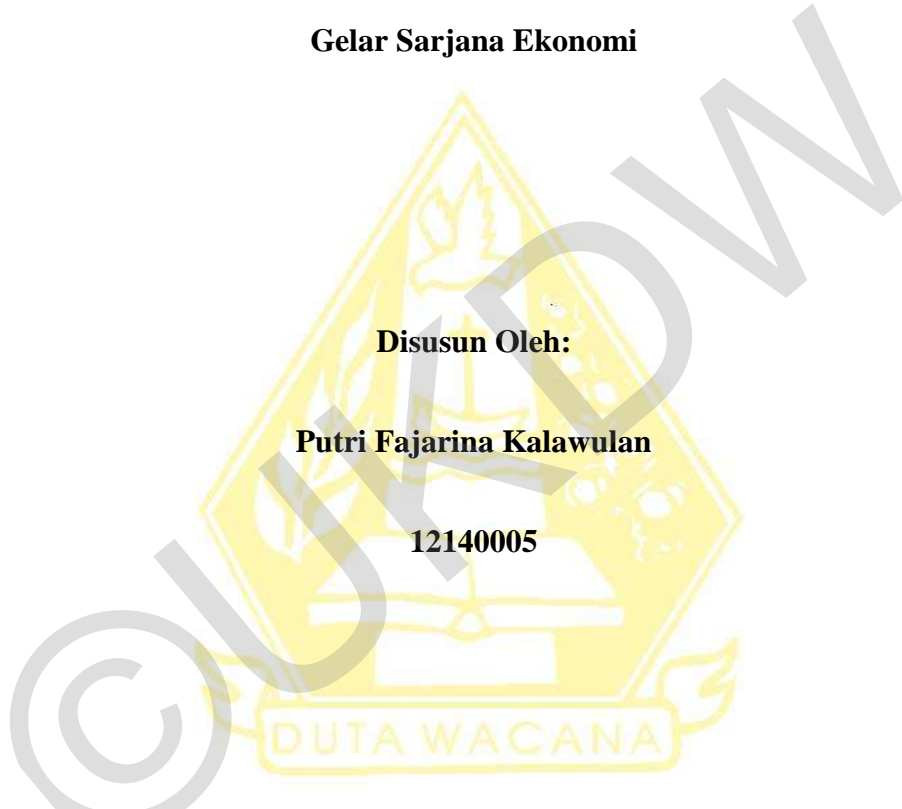 Gelar Sarjana Ekonomi
Disusun Oleh:
Putri Fajarina Kalawulan
12140005
DUTA WACANA
©UKDW